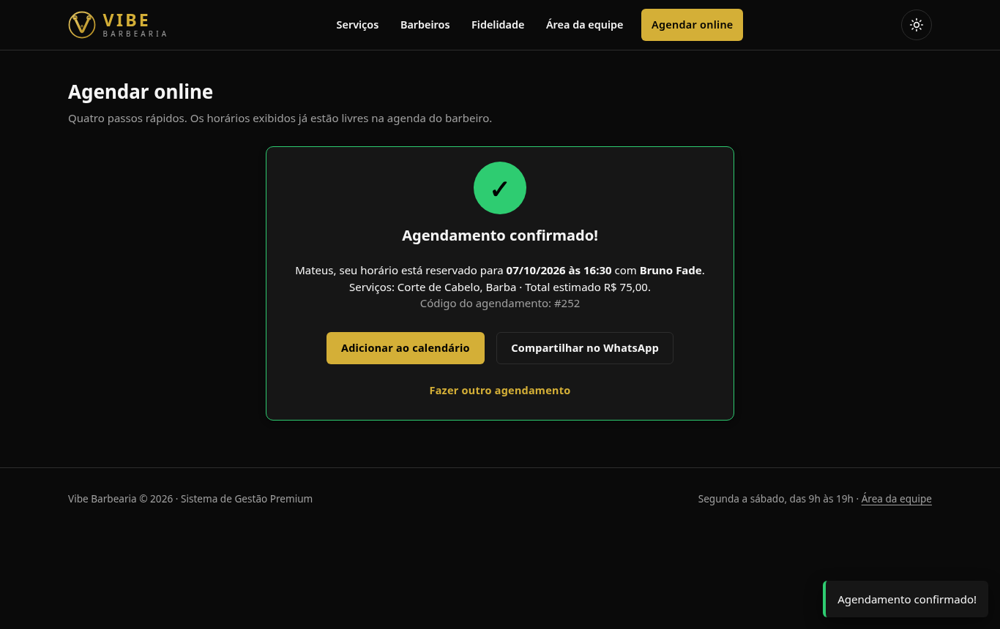 VIBE
BARBEARIA
Serviços
Barbeiros
Fidelidade
Área da equipe
Agendar online
Agendar online
Quatro passos rápidos. Os horários exibidos já estão livres na agenda do barbeiro.
✓
Agendamento confirmado!
Mateus, seu horário está reservado para 07/10/2026 às 16:30 com Bruno Fade.
Serviços: Corte de Cabelo, Barba · Total estimado R$ 75,00.
Código do agendamento: #252
Adicionar ao calendário
Compartilhar no WhatsApp
Fazer outro agendamento
Vibe Barbearia © 2026 · Sistema de Gestão Premium
Segunda a sábado, das 9h às 19h · Área da equipe
Agendamento confirmado!